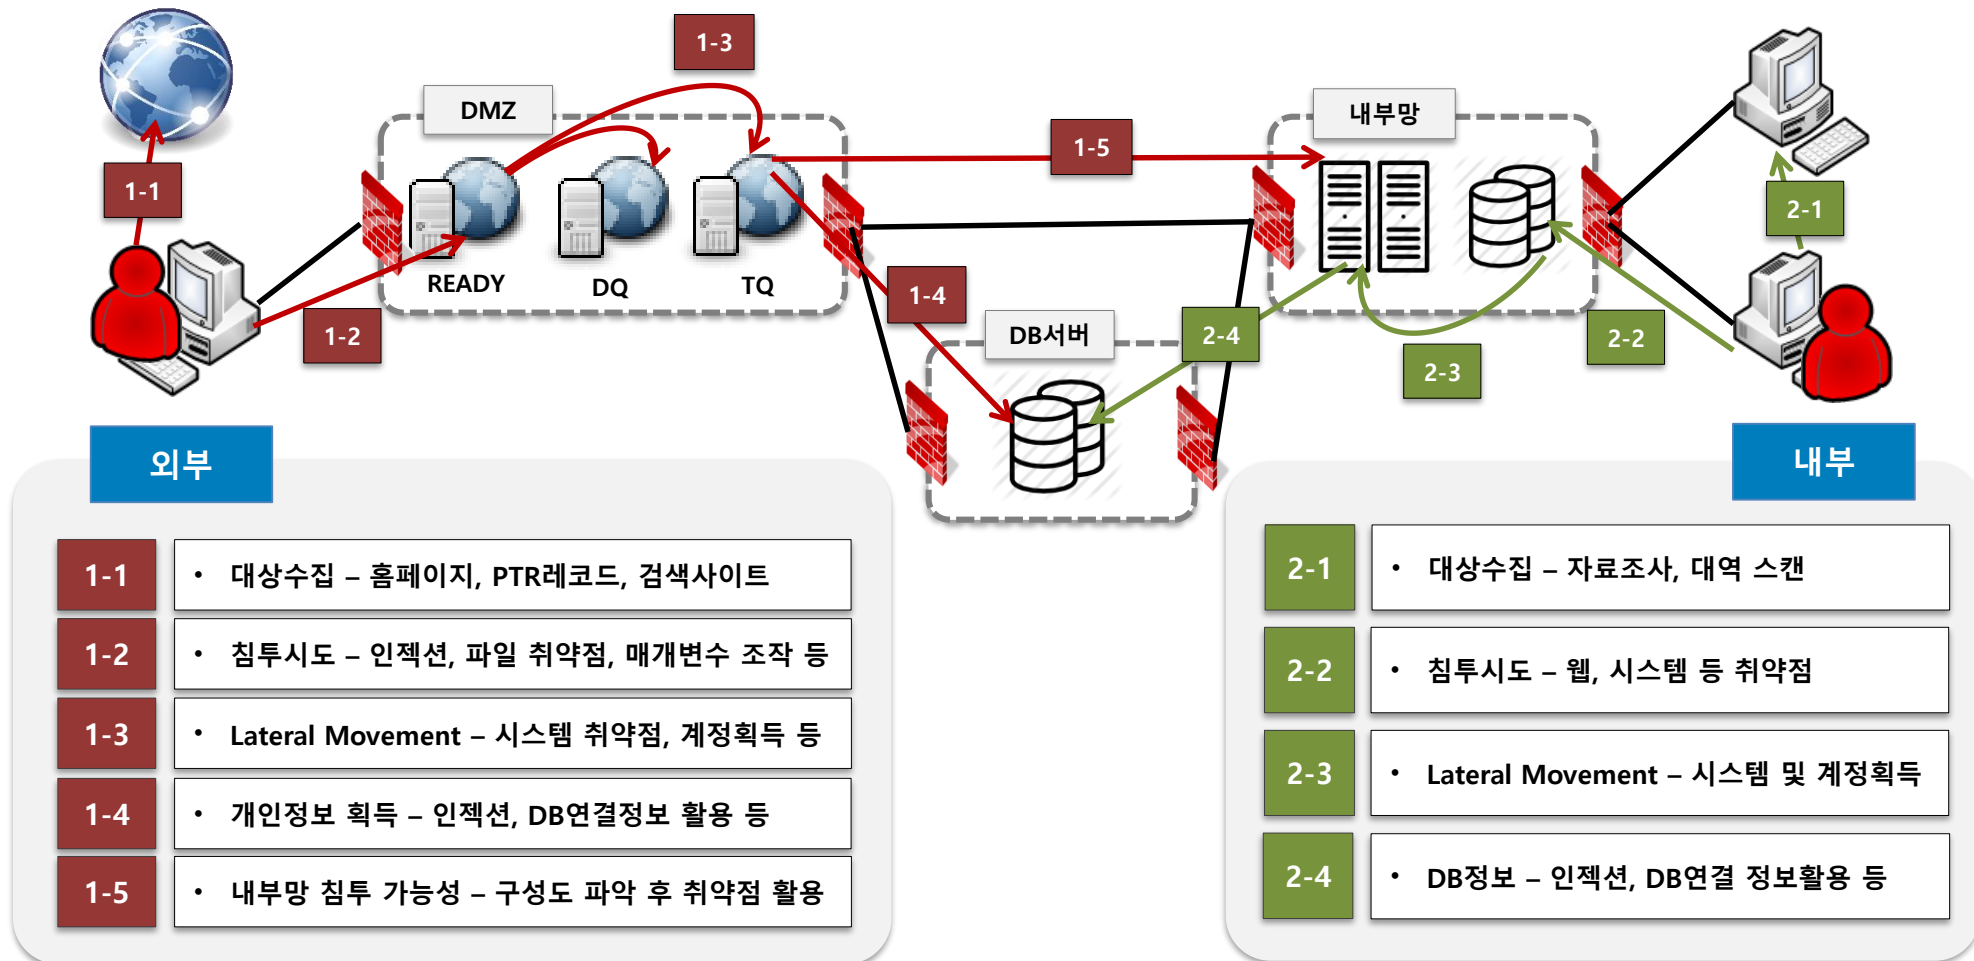 1-3
DMZ
내부망
1-1
1-5
2-1
READY
DQ
TQ
1-4
1-2
DB서버
2-4
2-3
2-2
외부
1-1
• 대상수집 – 홈페이지, PTR레코드, 검색사이트
1-2
• 침투시도 – 인젝션, 파일 취약점, 매개변수 조작 등
1-3
• Lateral Movement – 시스템 취약점, 계정획득 등
1-4
• 개인정보 획득 – 인젝션, DB연결정보 활용 등
1-5
• 내부망 침투 가능성 – 구성도 파악 후 취약점 활용
내부
2-1
• 대상수집 – 자료조사, 대역 스캔
2-2
• 침투시도 – 웹, 시스템 등 취약점
2-3
• Lateral Movement – 시스템 및 계정획득
2-4
• DB정보 – 인젝션, DB연결 정보활용 등